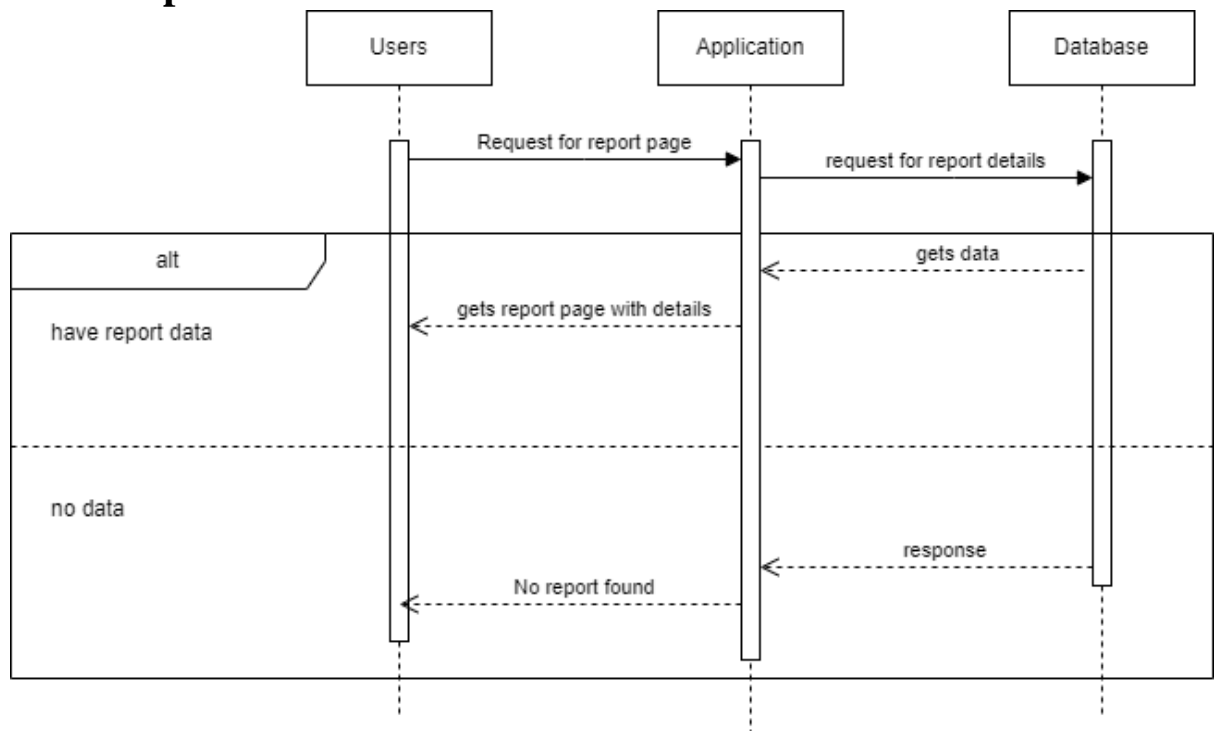 Users
Application
Database
Request for report page
request for report details
alt
gets data
gets report page with details
have report data
no data
response
No report found